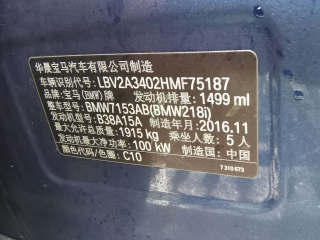 华晨宝马汽车有限公司制造
车辆识别代号: LBV2A3402HMF75187
品牌: 宝马(BMW)牌 发动机排量: 1499 ml
整车型号: BMW7153AB(BMW218i)
发动机型号: B38A15A 制造年月: 2016.11
最大允许总质量: 1915 kg 乘坐人数: 5 人
发动机最大净功率: 100 kW 制造国: 中国
颜色代码/色图: C10
7 310 673